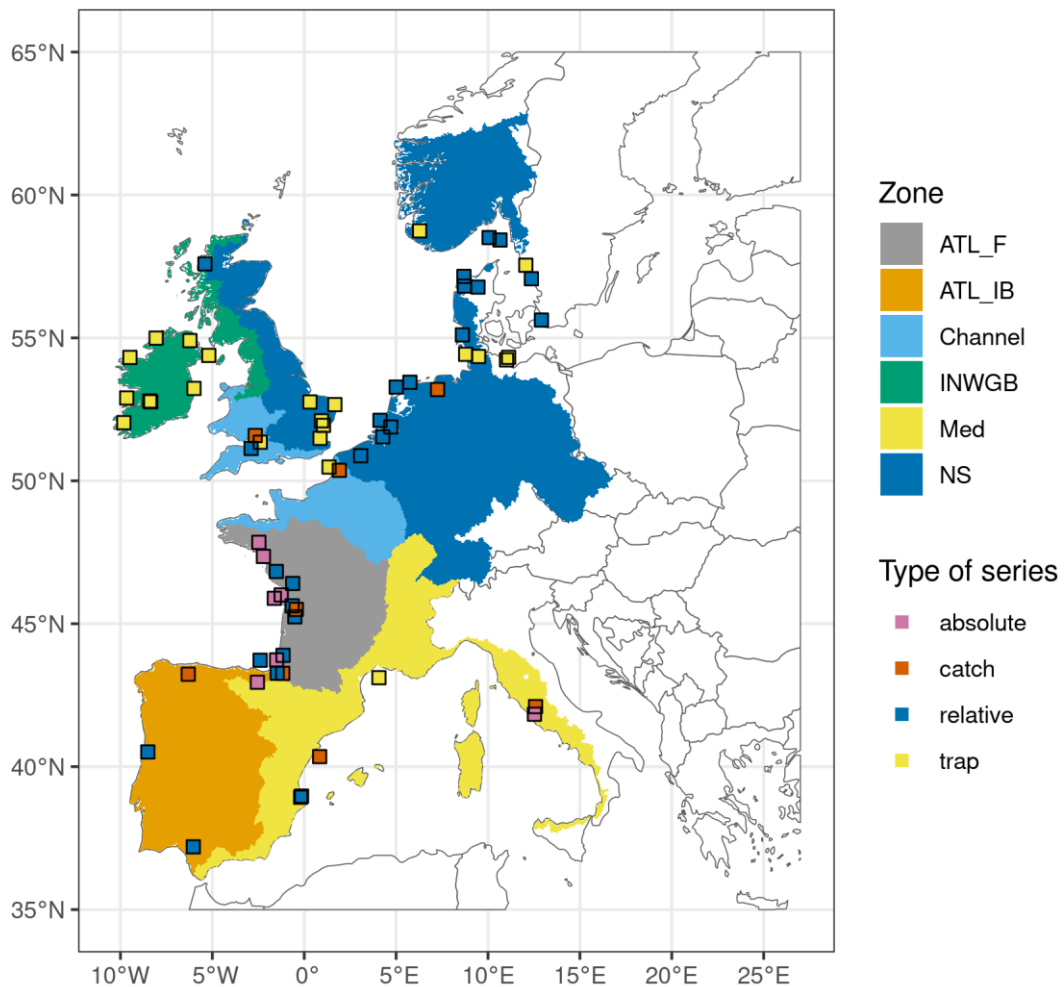 65°N
60°N
55°N
50°N
45°N
40°N
35°N
10°W
5°W
0°
5°E
10°E
15°E
20°E
25°E
Zone
ATL_F
ATL_IB
Channel
INWGB
Med
NS
Type of series
absolute
catch
relative
trap